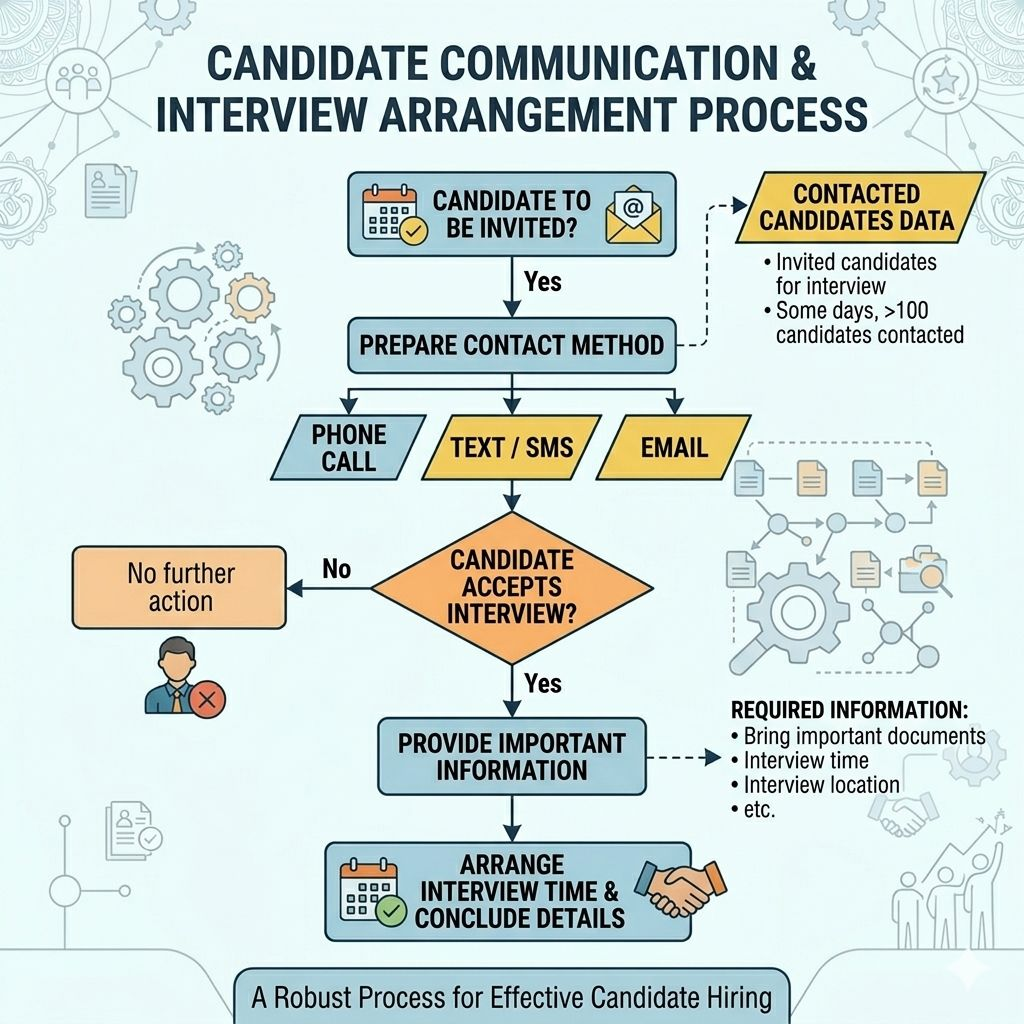 CANDIDATE COMMUNICATION &
INTERVIEW ARRANGEMENT PROCESS
CANDIDATE TO
BE INVITED?
@
CONTACTED
CANDIDATES DATA
• Invited candidates
for interview
• Some days, >100
candidates contacted
Yes
PREPARE CONTACT METHOD
PHONE
CALL
TEXT / SMS
EMAIL
CANDIDATE
ACCEPTS
INTERVIEW?
No
No further
action
Yes
PROVIDE IMPORTANT
INFORMATION
REQUIRED INFORMATION:
• Bring important documents
• Interview time
• Interview location
• etc.
ARRANGE
INTERVIEW TIME &
CONCLUDE DETAILS
A Robust Process for Effective Candidate Hiring